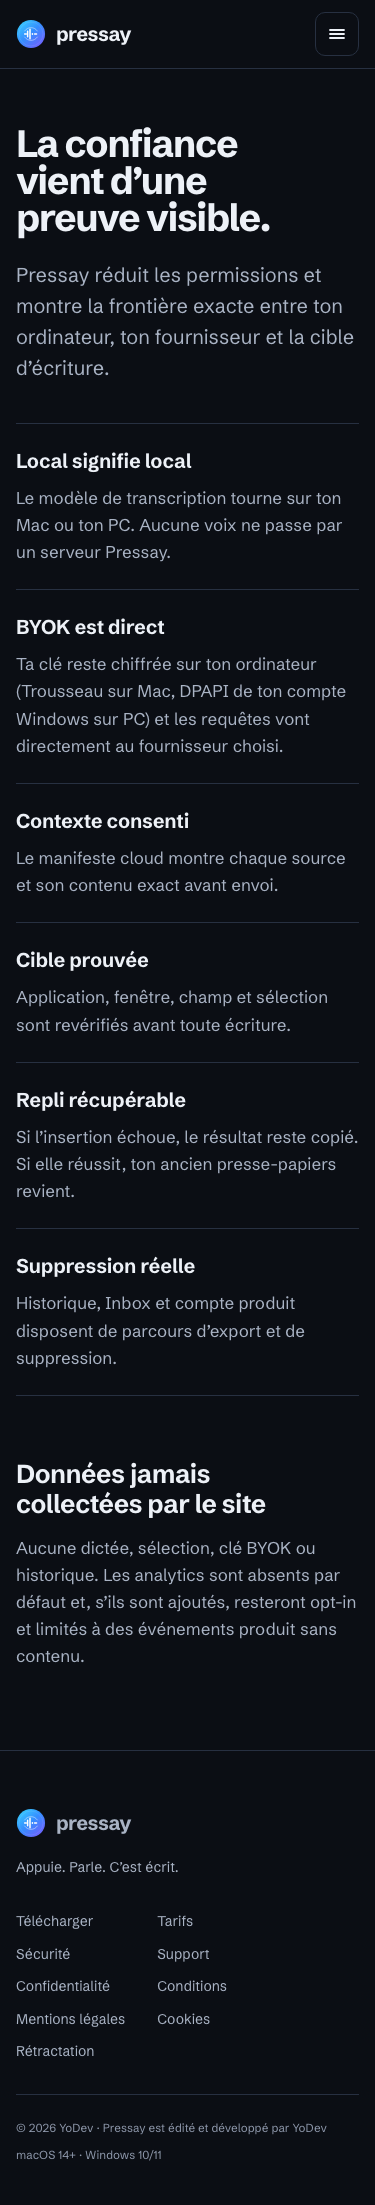 pressay
La confiance
vient d’une
preuve visible.
Pressay réduit les permissions et
montre la frontière exacte entre ton
ordinateur, ton fournisseur et la cible
d’écriture.
Local signifie local
Le modèle de transcription tourne sur ton
Mac ou ton PC. Aucune voix ne passe par
un serveur Pressay.
BYOK est direct
Ta clé reste chiffrée sur ton ordinateur
(Trousseau sur Mac, DPAPI de ton compte
Windows sur PC) et les requêtes vont
directement au fournisseur choisi.
Contexte consenti
Le manifeste cloud montre chaque source
et son contenu exact avant envoi.
Cible prouvée
Application, fenêtre, champ et sélection
sont revérifiés avant toute écriture.
Repli récupérable
Si l’insertion échoue, le résultat reste copié.
Si elle réussit, ton ancien presse-papiers
revient.
Suppression réelle
Historique, Inbox et compte produit
disposent de parcours d’export et de
suppression.
Données jamais
collectées par le site
Aucune dictée, sélection, clé BYOK ou
historique. Les analytics sont absents par
défaut et, s’ils sont ajoutés, resteront opt-in
et limités à des événements produit sans
contenu.
pressay
Appuie. Parle. C’est écrit.
Télécharger Tarifs
Sécurité Support
Confidentialité Conditions
Mentions légales Cookies
Rétractation
© 2026 YoDev · Pressay est édité et développé par YoDev
macOS 14+ · Windows 10/11